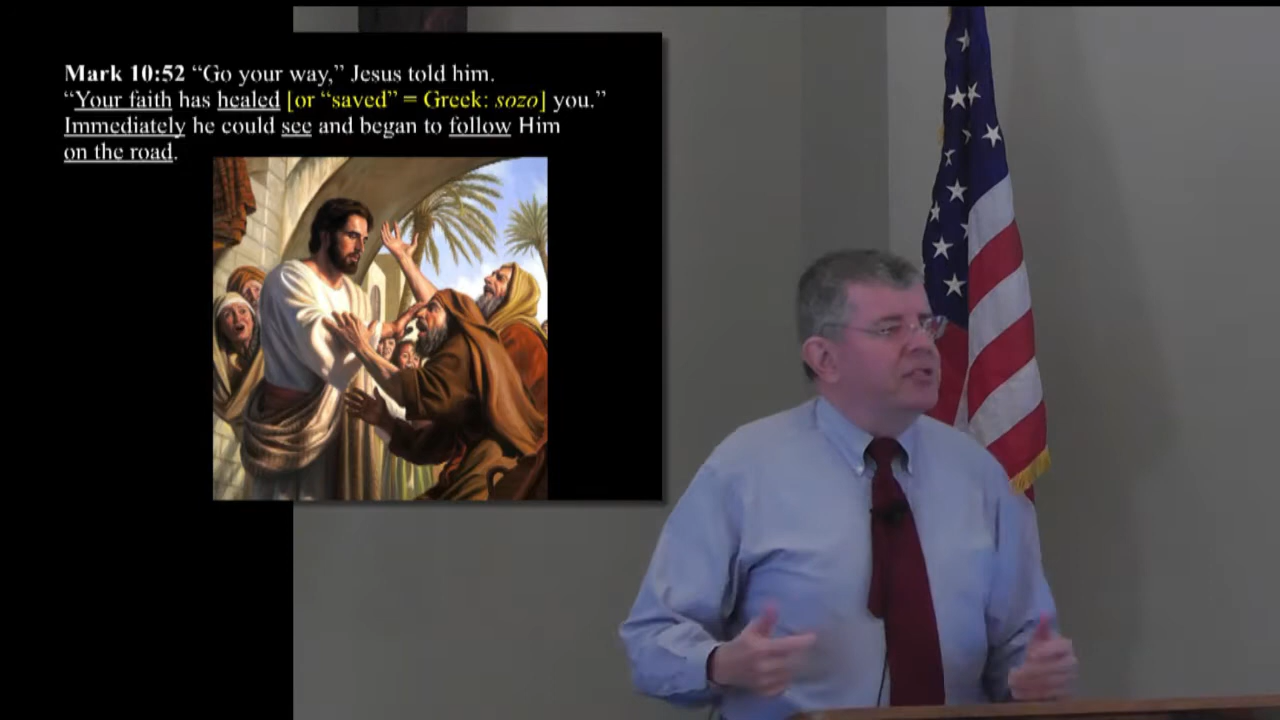 Mark 10:52 “Go your way,” Jesus told him.
“Your faith has healed [or “saved” = Greek: sozo] you.”
Immediately he could see and began to follow Him
on the road.